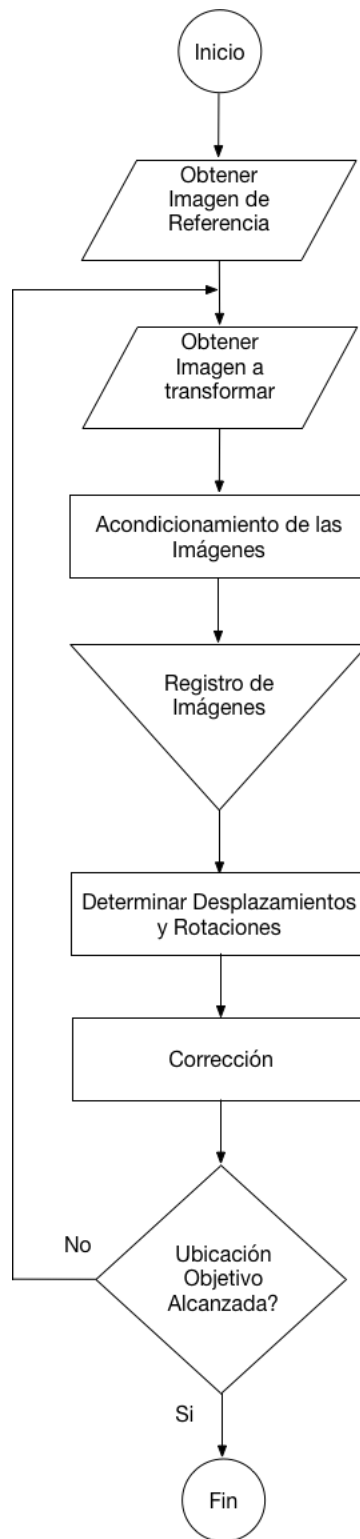 Inicio
Obtener
Imagen de
Referencia
Obtener
Imagen a
transformar
Acondicionamiento de las
Imágenes
Registro de
Imágenes
Determinar Desplazamientos
y Rotaciones
Corrección
No
Ubicación
Objetivo
Alcanzada?
Si
Fin